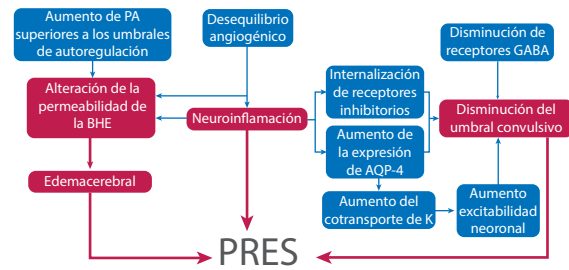 Aumento de PA
superiores a los umbrales
de autoregulación
Desequilibrio
angiogénico
Disminución de
receptores GABA
Alteración de la
permeabilidad de
la BHE
Neuroinflamación
Internalización
de receptores
inhibitorios
Disminución del
umbral convulsivo
Aumento de
la expresión
de AQP-4
Edemacerebral
Aumento del
cotransporte de K
Aumento
excitabilidad
neoronal
PRES